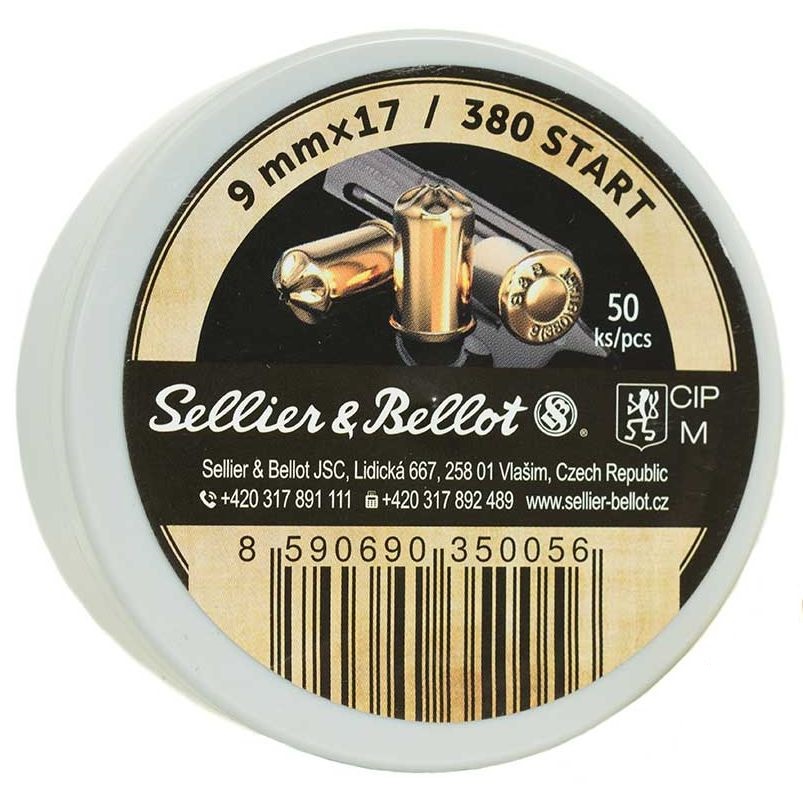 9 mm×17 / 380 START
50
ks/pcs
Sellier & Bellot
CIP
M
Sellier & Bellot JSC, Lidická 667, 258 01 Vlašim, Czech Republic
+420 317 891 111 +420 317 892 489 www.sellier-bellot.cz
8 590690 350056